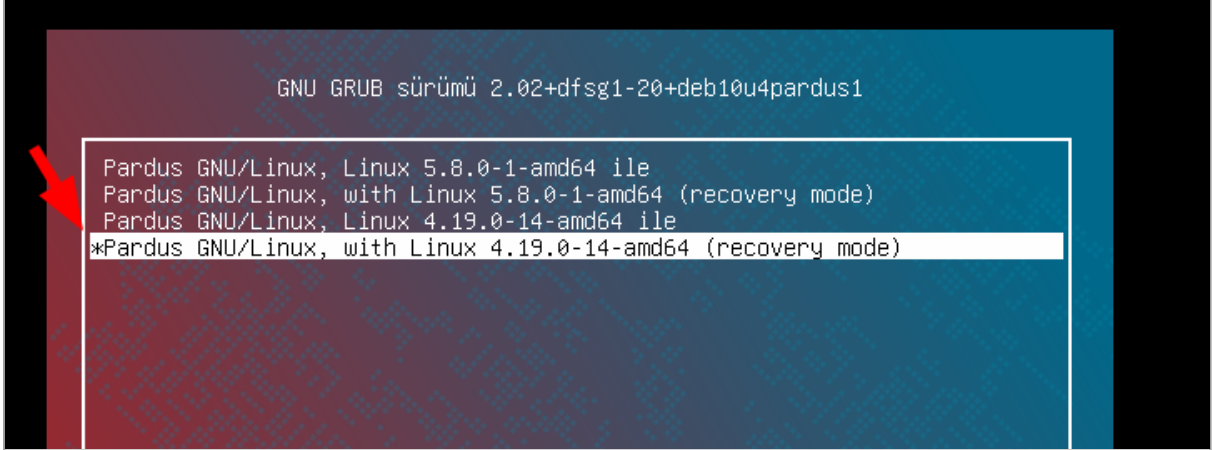 GNU GRUB sürümü 2.02+dfsg1-20+deb10u4pardus1
Pardus GNU/Linux, Linux 5.8.0-1-amd64 ile
Pardus GNU/Linux, with Linux 5.8.0-1-amd64 (recovery mode)
Pardus GNU/Linux, Linux 4.19.0-14-amd64 ile
*Pardus GNU/Linux, with Linux 4.19.0-14-amd64 (recovery mode)